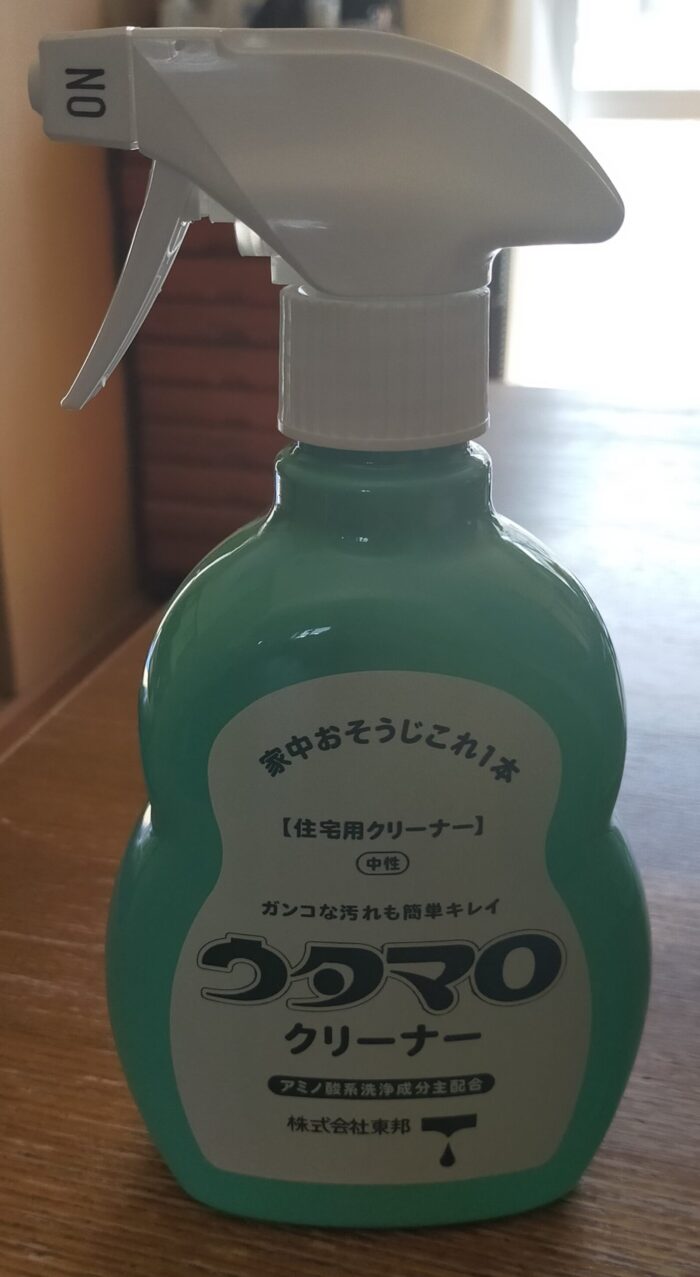 ON
家中おそうじこれ1本
【住宅用クリーナー】
中性
ガンコな汚れも簡単キレイ
ウタマロ
クリーナー
アミノ酸系洗浄成分主配合
株式会社東邦